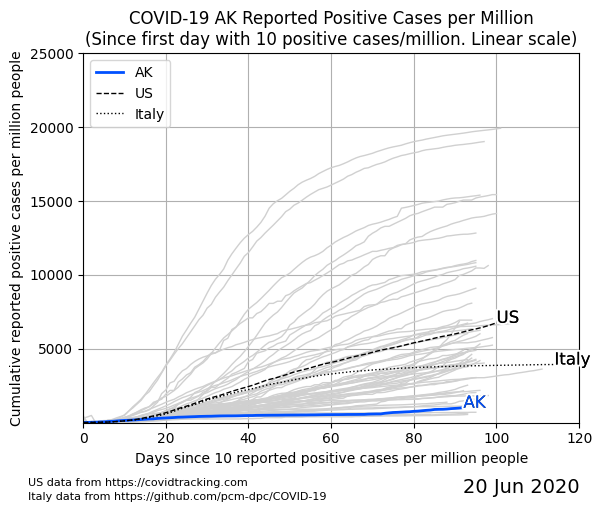 COVID-19 AK Reported Positive Cases per Million
(Since first day with 10 positive cases/million. Linear scale)
Cumulative reported positive cases per million people
25000
20000
15000
10000
5000
AK
US
Italy
US
Italy
AK
0 20 40 60 80 100 120
Days since 10 reported positive cases per million people
US data from https://covidtracking.com
Italy data from https://github.com/pcm-dpc/COVID-19
20 Jun 2020